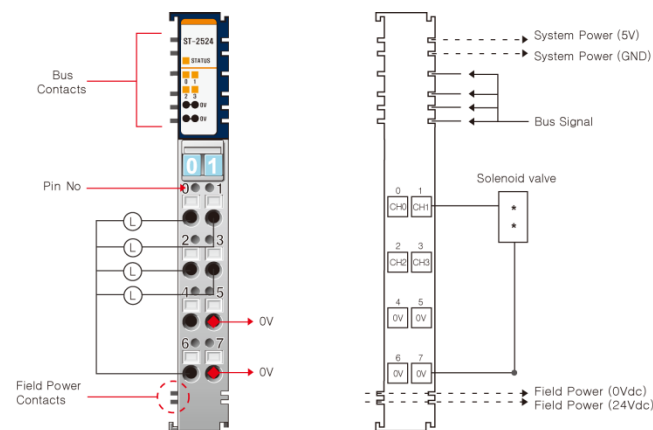 ST-2524
STATUS
0 1
2 3
0V
0V
Bus
Contacts
0 1
Pin No
0 1
L
2 3
L
L
L
4 5
0V
6 7
0V
Field Power
Contacts
System Power (5V)
System Power (GND)
Bus Signal
Solenoid valve
0 1
CH0 CH1
*
*
2 3
CH2 CH3
4 5
0V 0V
6 7
0V 0V
Field Power (0Vdc)
Field Power (24Vdc)